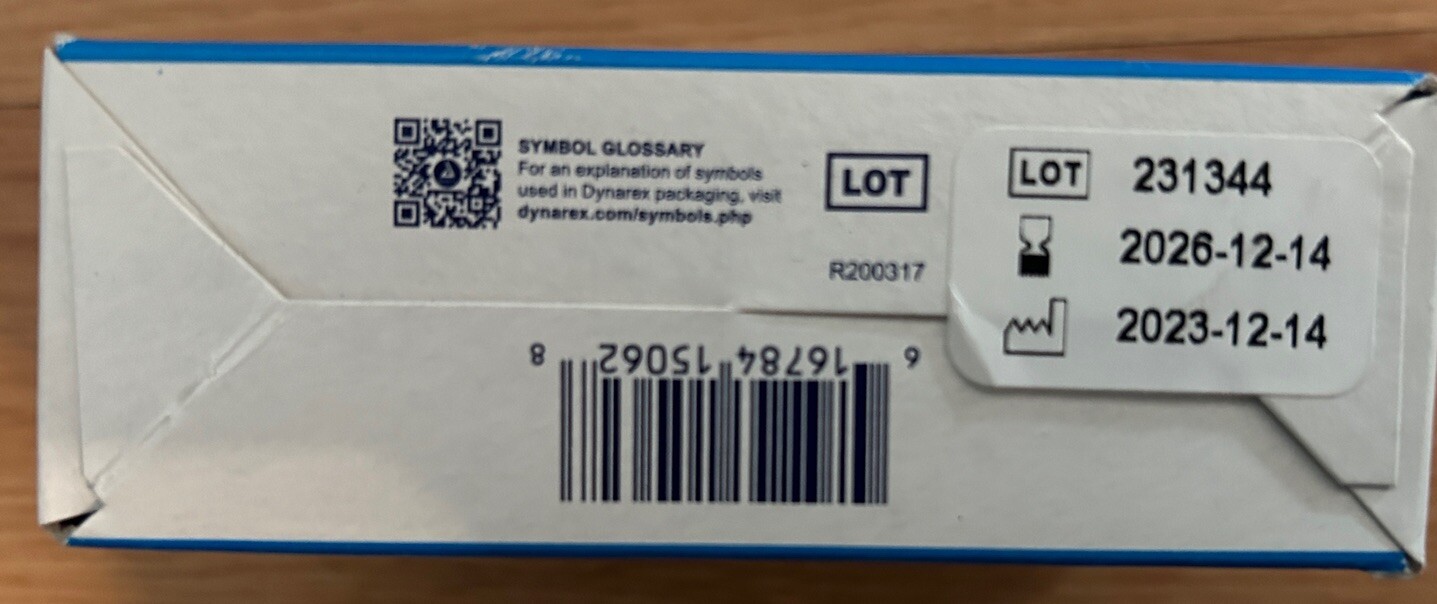 SYMBOL GLOSSARY
For an explanation of symbols
used in Dynarex packaging, visit
dynarex.com/symbols.php
LOT
R200317
LOT 231344
2026-12-14
2023-12-14
6 16784 15062 8